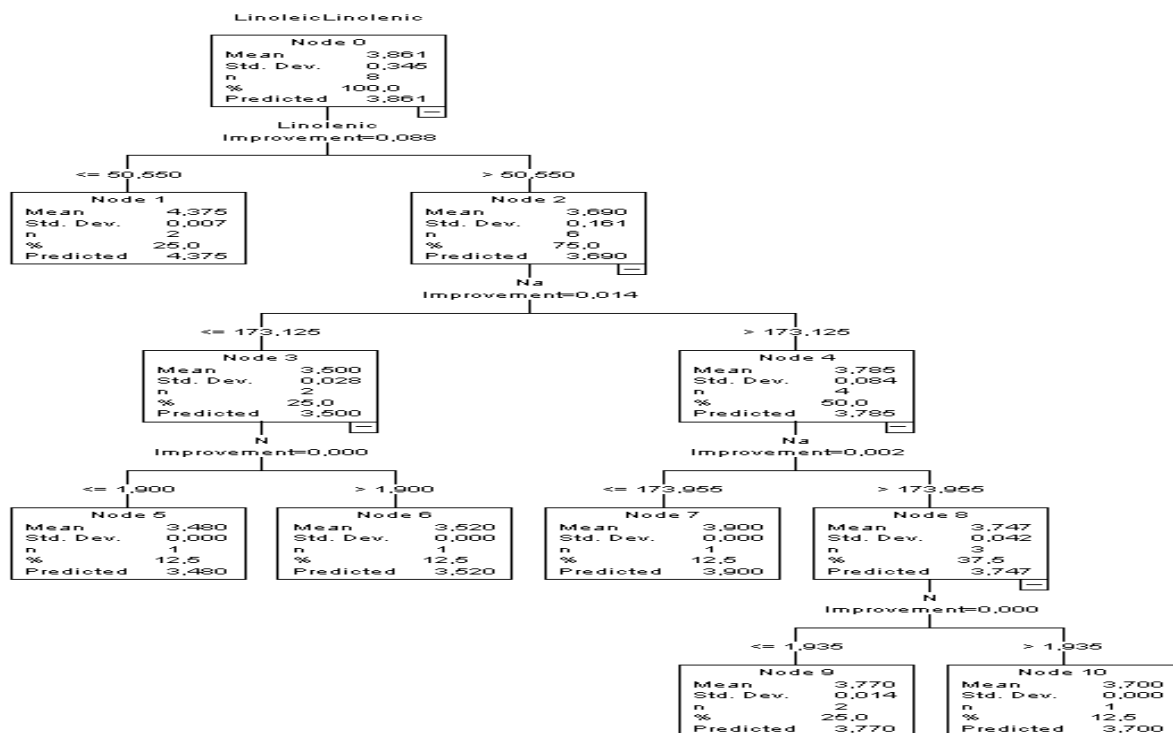 LinoleicLinolenic
Node 0
Mean 3,861
Std. Dev. 0,345
n 8
% 100,0
Predicted 3,861
Linolenic
Improvement=0,088
<= 50,550
> 50,550
Node 1
Mean 4,375
Std. Dev. 0,007
n 2
% 25,0
Predicted 4,375
Node 2
Mean 3,690
Std. Dev. 0,161
n 6
% 75,0
Predicted 3,690
Na
Improvement=0,014
<= 173,125
> 173,125
Node 3
Mean 3,500
Std. Dev. 0,028
n 2
% 25,0
Predicted 3,500
Node 4
Mean 3,785
Std. Dev. 0,084
n 4
% 50,0
Predicted 3,785
N
Improvement=0,000
Na
Improvement=0,002
<= 1,900
> 1,900
<= 173,955
> 173,955
Node 5
Mean 3,480
Std. Dev. 0,000
n 1
% 12,5
Predicted 3,480
Node 6
Mean 3,520
Std. Dev. 0,000
n 1
% 12,5
Predicted 3,520
Node 7
Mean 3,900
Std. Dev. 0,000
n 1
% 12,5
Predicted 3,900
Node 8
Mean 3,747
Std. Dev. 0,042
n 3
% 37,5
Predicted 3,747
N
Improvement=0,000
<= 1,935
> 1,935
Node 9
Mean 3,770
Std. Dev. 0,014
n 2
% 25,0
Predicted 3,770
Node 10
Mean 3,700
Std. Dev. 0,000
n 1
% 12,5
Predicted 3,700